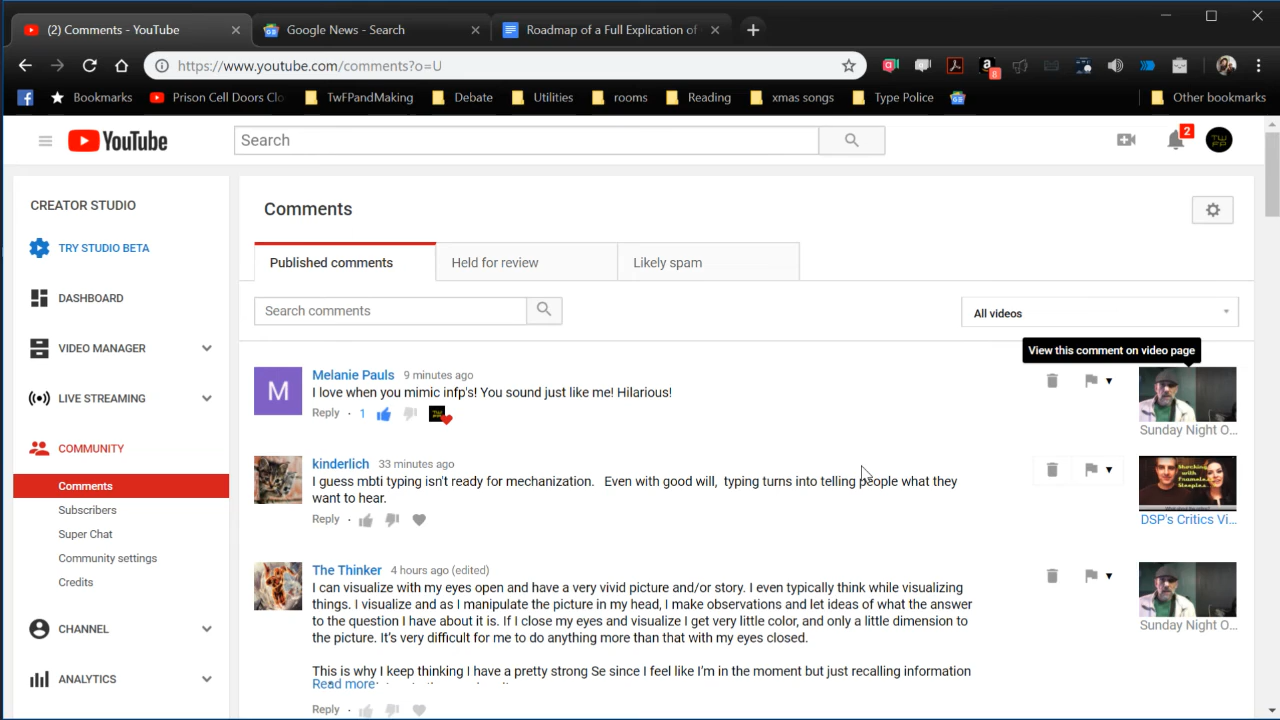 (2) Comments - YouTube
Google News - Search
Roadmap of a Full Explication of
https://www.youtube.com/comments?o=U
8
Bookmarks
Prison Cell Doors Clo
TwFPandMaking
Debate
Utilities
rooms
Reading
xmas songs
Type Police
Other bookmarks
YouTube
Search
2
CREATOR STUDIO
TRY STUDIO BETA
DASHBOARD
VIDEO MANAGER
LIVE STREAMING
COMMUNITY
Comments
Subscribers
Super Chat
Community settings
Credits
CHANNEL
ANALYTICS
Comments
Published comments
Held for review
Likely spam
Search comments
All videos
View this comment on video page
M
Melanie Pauls 9 minutes ago
I love when you mimic infp's! You sound just like me! Hilarious!
Reply · 1
Sunday Night O...
kinderlich 33 minutes ago
I guess mbti typing isn't ready for mechanization. Even with good will, typing turns into telling people what they
want to hear.
Reply ·
DSP's Critics Vi...
The Thinker 4 hours ago (edited)
I can visualize with my eyes open and have a very vivid picture and/or story. I even typically think while visualizing
things. I visualize and as I manipulate the picture in my head, I make observations and let ideas of what the answer
to the question I have about it is. If I close my eyes and visualize I get very little color, and only a little dimension to
the picture. It's very difficult for me to do anything more than that with my eyes closed.
This is why I keep thinking I have a pretty strong Se since I feel like I'm in the moment but just recalling information
Read more
Reply ·
Sunday Night O...